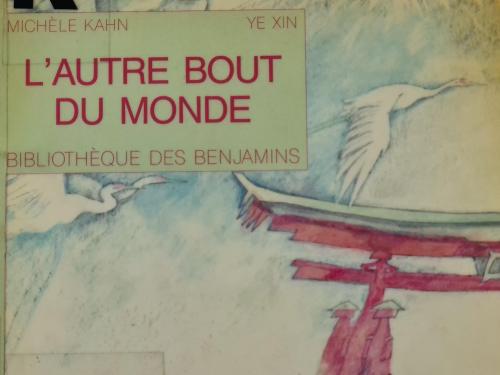 MICHÈLE KAHN YE XIN
L'AUTRE BOUT
DU MONDE
BIBLIOTHÈQUE DES BENJAMINS